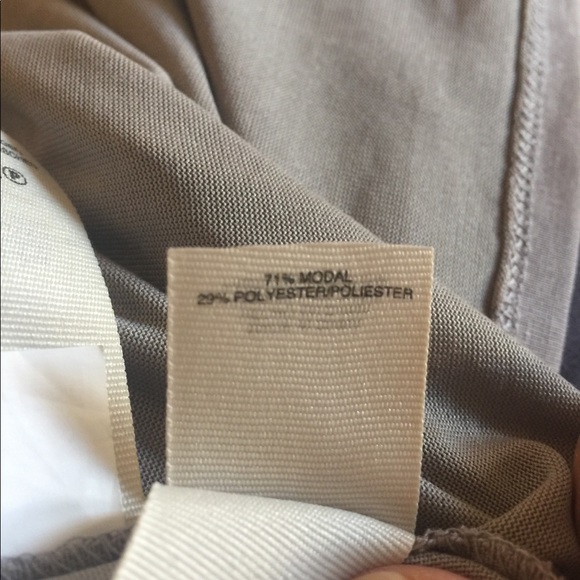 71% MODAL
29% POLYESTER/POLIESTER